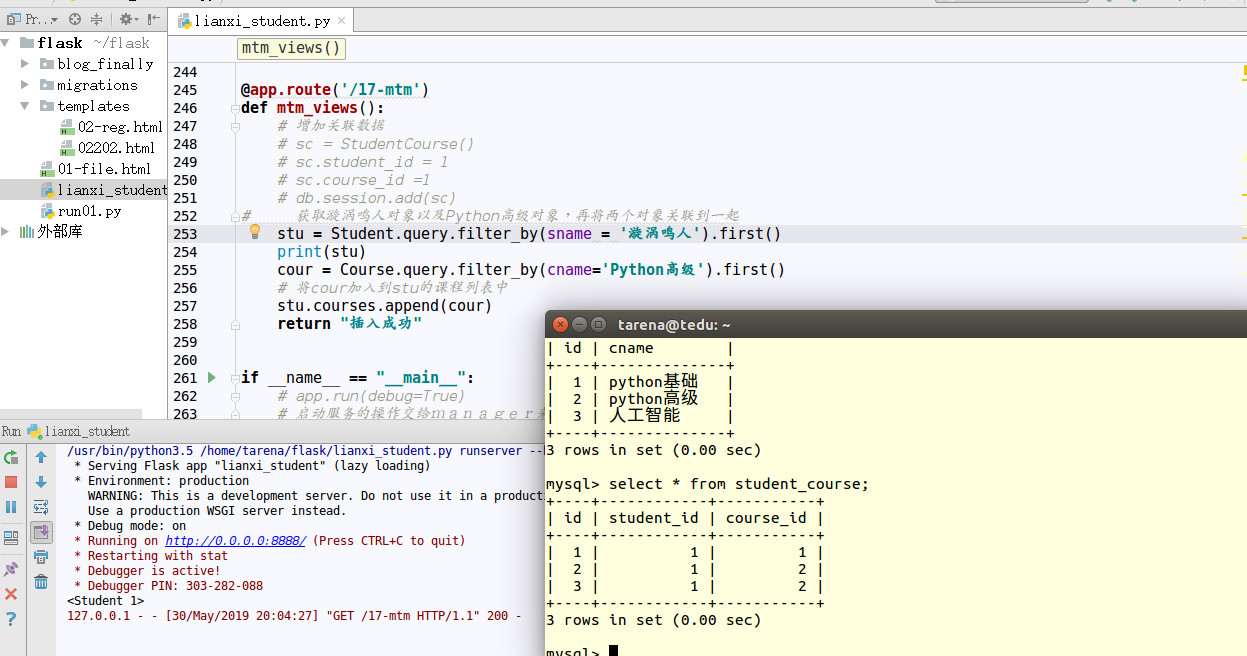 Pr...
lianxi_student.py
flask ~/flask
blog_finally
migrations
templates
02-reg.html
02202.html
01-file.html
lianxi_student
run01.py
外部库
mtm_views()
244
245 @app.route('/17-mtm')
246 def mtm_views():
247 # 增加关联数据
248 # sc = StudentCourse()
249 # sc.student_id = 1
250 # sc.course_id =1
251 # db.session.add(sc)
252 # 获取漩涡鸣人对象以及Python高级对象，再将两个对象关联到一起
253 stu = Student.query.filter_by(sname = '漩涡鸣人').first()
254 print(stu)
255 cour = Course.query.filter_by(cname='Python高级').first()
256 # 将cour加入到stu的课程列表中
257 stu.courses.append(cour)
258 return "插入成功"
259
260
261 if __name__ == "__main__":
262 # app.run(debug=True)
263 # 启动服务的操作交给manager
Run lianxi_student
/usr/bin/python3.5 /home/tarena/flask/lianxi_student.py runserver
* Serving Flask app "lianxi_student" (lazy loading)
* Environment: production
WARNING: This is a development server. Do not use it in a producti
Use a production WSGI server instead.
* Debug mode: on
* Running on http://0.0.0.0:8888/ (Press CTRL+C to quit)
* Restarting with stat
* Debugger is active!
* Debugger PIN: 303-282-088
<Student 1>
127.0.0.1 - - [30/May/2019 20:04:27] "GET /17-mtm HTTP/1.1" 200 -
tarena@tedu: ~
| id | cname |
+----+--------------+
| 1 | python基础 |
| 2 | python高级 |
| 3 | 人工智能 |
+----+--------------+
3 rows in set (0.00 sec)
mysql> select * from student_course;
+----+------------+-----------+
| id | student_id | course_id |
+----+------------+-----------+
| 1 | 1 | 1 |
| 2 | 1 | 2 |
| 3 | 1 | 2 |
+----+------------+-----------+
3 rows in set (0.00 sec)
mysql>